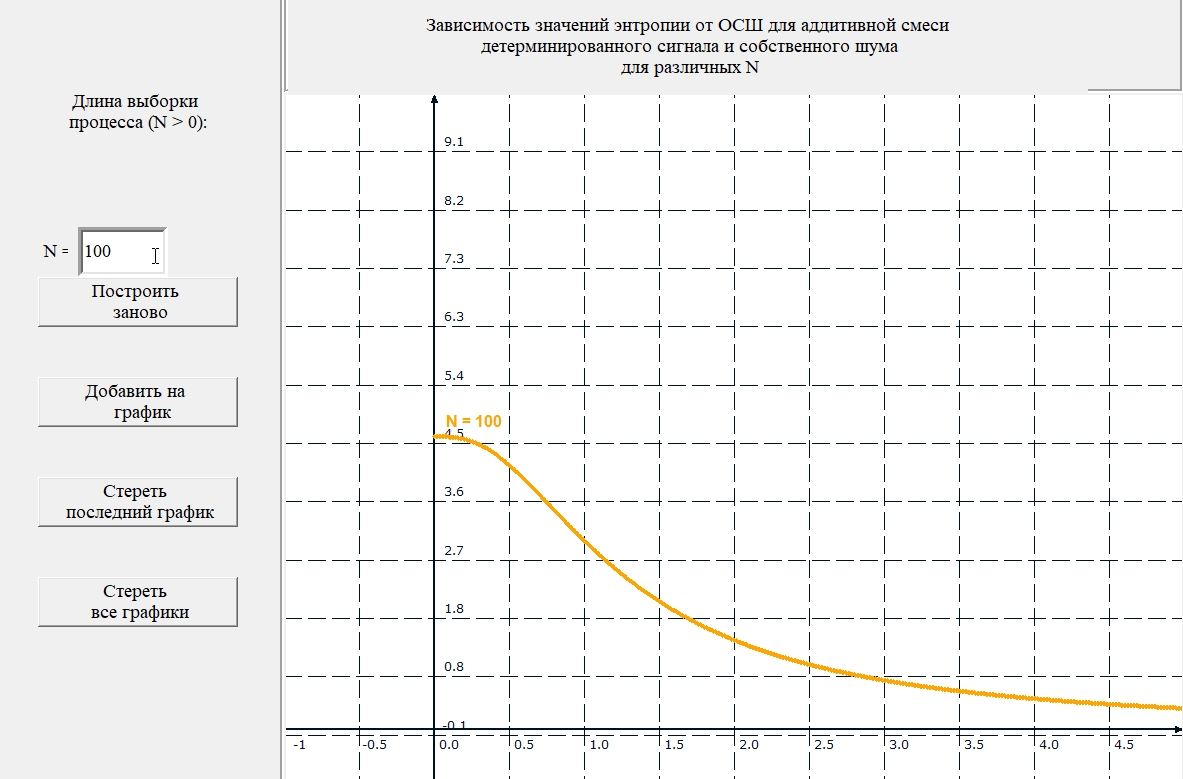 Зависимость значений энтропии от ОСШ для аддитивной смеси
детерминированного сигнала и собственного шума
для различных N
Длина выборки
процесса (N > 0):
N = 100
Построить
заново
Добавить на
график
Стереть
последний график
Стереть
все графики
9.1
8.2
7.3
6.3
5.4
N = 100
4.5
3.6
2.7
1.8
0.8
-0.1
-1 -0.5 0.0 0.5 1.0 1.5 2.0 2.5 3.0 3.5 4.0 4.5